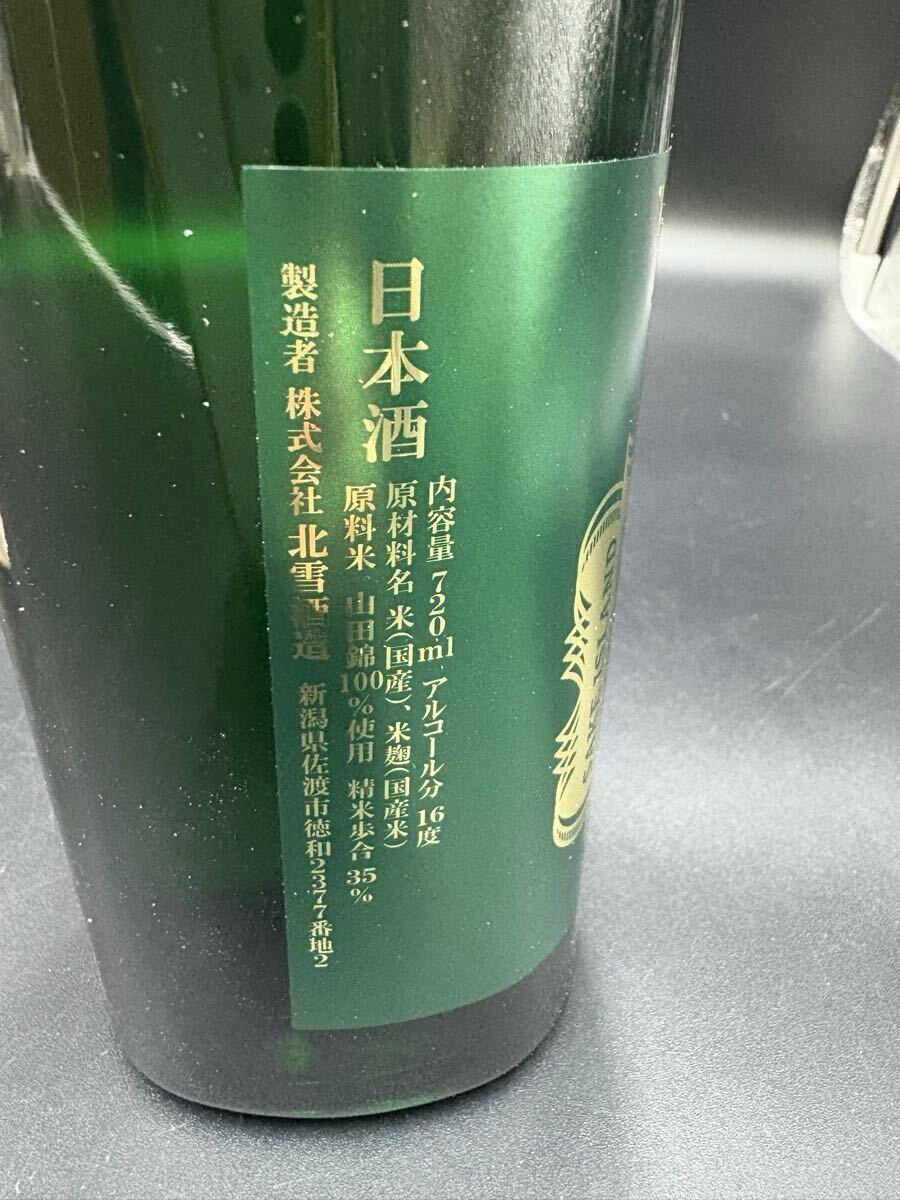 日本酒
内容量 720ml アルコール分 16度
原材料名 米(国産)、米麹(国産米)
原料米 山田錦100%使用 精米歩合 35%
製造者 株式会社 北雪酒造 新潟県佐渡市徳和2377番地2